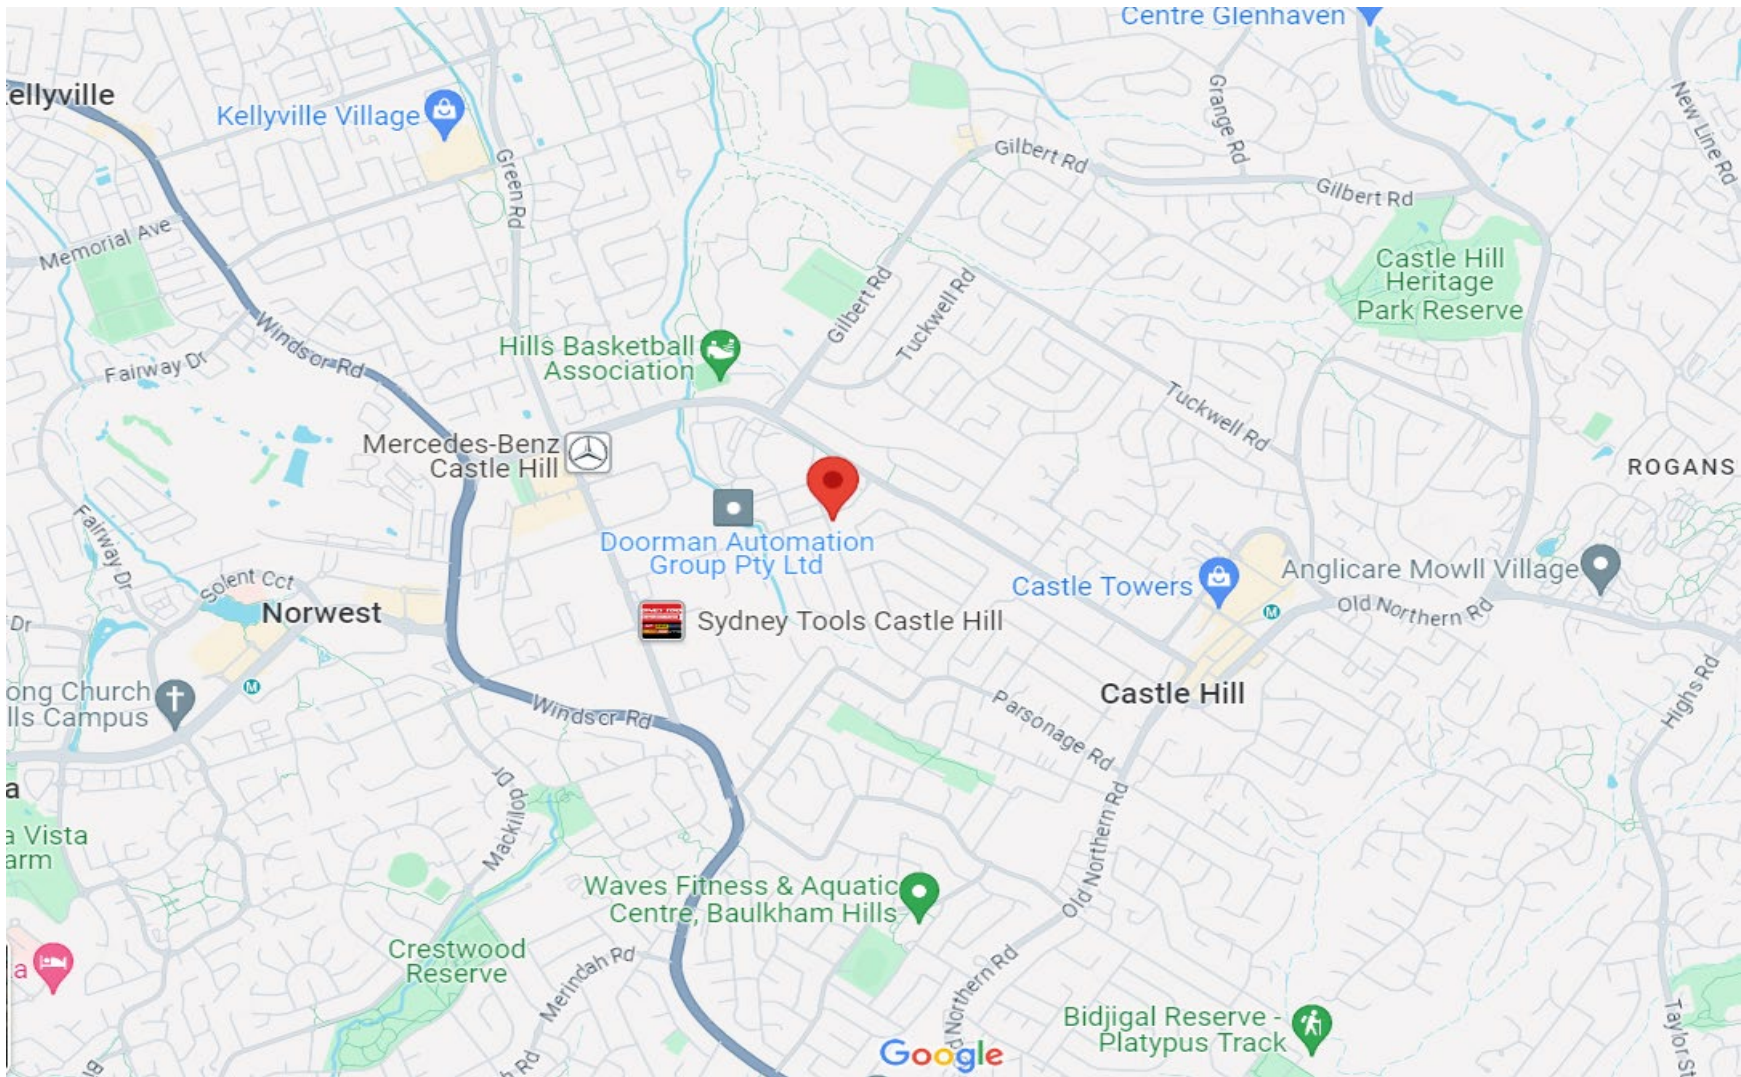 Centre Glenhaven
ellyville
Kellyville Village
Green Rd
Grange Rd
New Line Rd
Gilbert Rd
Gilbert Rd
Memorial Ave
Castle Hill
Heritage
Park Reserve
Gilbert Rd
Tuckwell Rd
Windsor Rd
Hills Basketball
Association
Fairway Dr
Tuckwell Rd
Mercedes-Benz
Castle Hill
ROGANS
Fairway Dr
Doorman Automation
Group Pty Ltd
Solent Cct
Castle Towers
Anglicare Mowll Village
Old Northern Rd
Norwest
Dr
Sydney Tools Castle Hill
M
M
ong Church
lls Campus
Castle Hill
Highs Rd
Windsor Rd
Parsonage Rd
a
Mackillop Dr
a Vista
arm
Old Northern Rd
Waves Fitness & Aquatic
Centre, Baulkham Hills
Crestwood
Reserve
a
Merindah Rd
d Northern Rd
Bidjigal Reserve -
Platypus Track
Taylor St
Google
h Rd